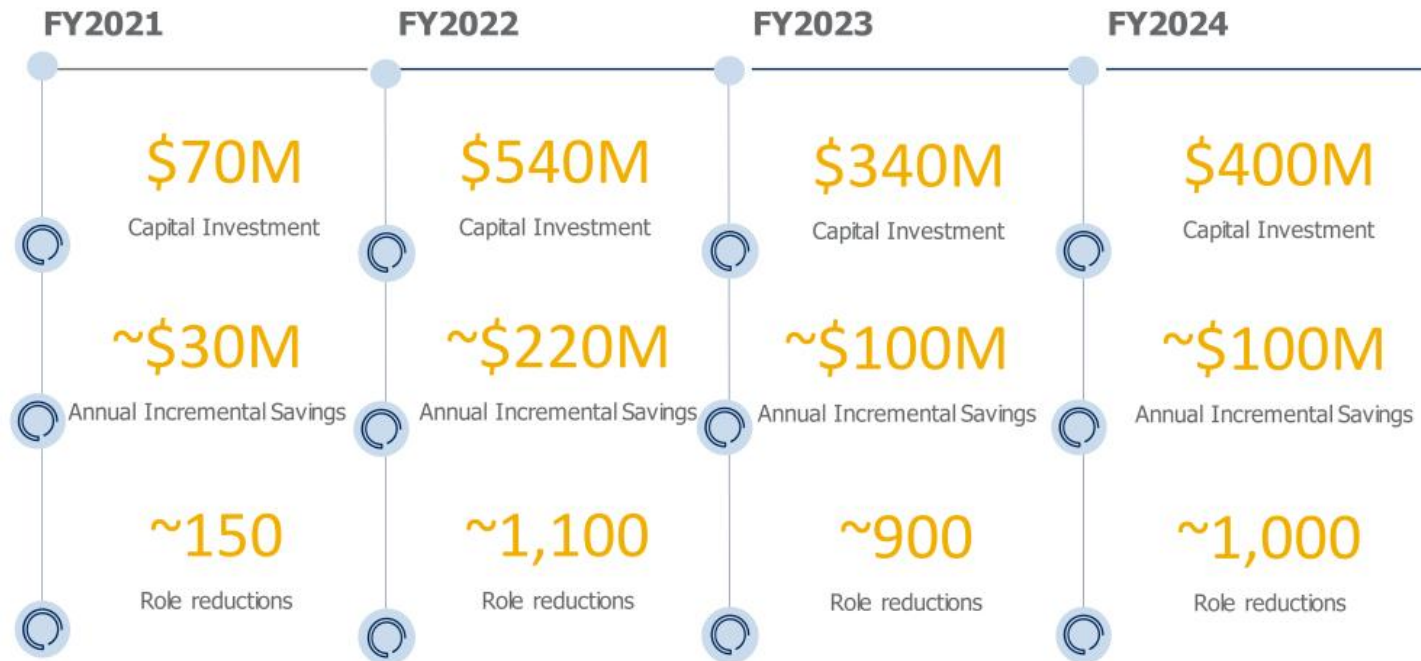 FY2021
FY2022
FY2023
FY2024
$70M
$540M
$340M
$400M
Capital Investment
Capital Investment
Capital Investment
Capital Investment
~$30M
~$220M
~$100M
~$100M
Annual Incremental Savings
Annual Incremental Savings
Annual Incremental Savings
Annual Incremental Savings
~150
~1,100
~900
~1,000
Role reductions
Role reductions
Role reductions
Role reductions